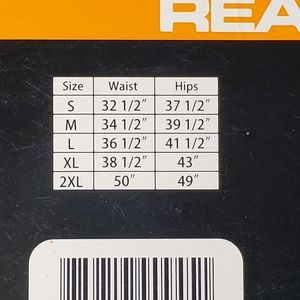 REA
Size Waist Hips
S 32 1/2" 37 1/2"
M 34 1/2" 39 1/2"
L 36 1/2" 41 1/2"
XL 38 1/2" 43"
2XL 50" 49"